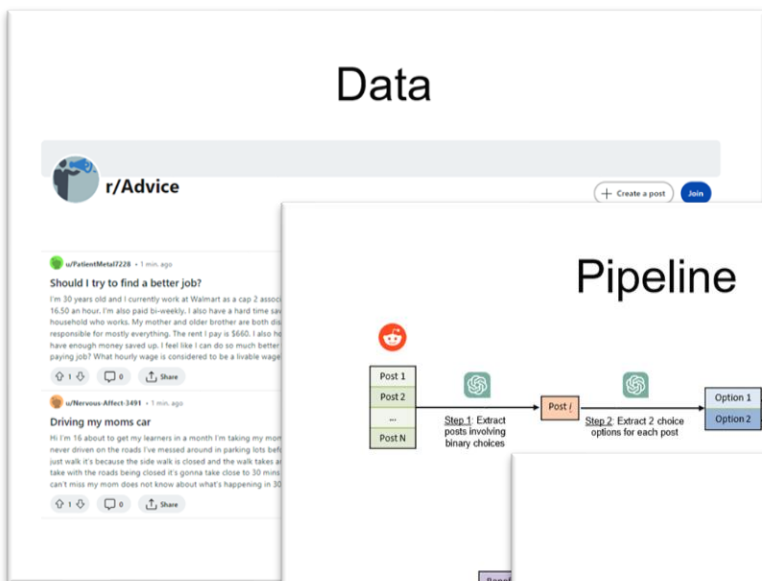 Data
r/Advice
Create a post
Join
u/PatientMetal7228 • 1 min. ago
Should I try to find a better job?
I'm 30 years old and I currently work at Walmart as a cap 2
16.50 an hour. I'm also paid bi-weekly. I also have a hard time
household who works. My mother and older brother are both
responsible for mostly everything. The rent I pay is $660. I also
have enough money saved up. I feel like I can do so much better
paying job? What hourly wage is considered to be a livable wage
1
0
Share
u/Nervous-Affect-3491 • 1 min. ago
Driving my moms car
Hi I'm 16 about to get my learners in a month I'm taking my
never driven on the roads I've messed around in parking lots
just walk it's because the side walk is closed and the walk takes
take with the roads being closed it's gonna take close to 30 mins
can't miss my mom does not know about what's happening in 30
1
0
Share
Pipeline
Post 1
Post 2
...
Post N
Step 1: Extract
posts involving
binary choices
Post i
Step 2: Extract 2 choice
options for each post
Option 1
Option 2